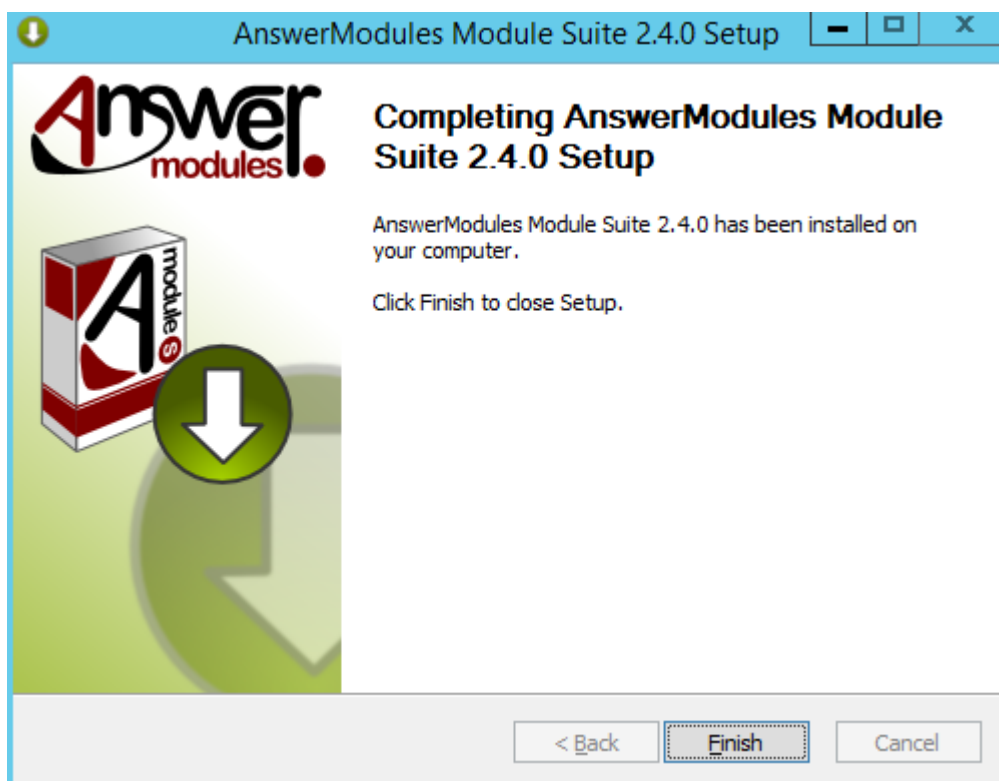 AnswerModules Module Suite 2.4.0 Setup
x
Answer
modules
Completing AnswerModules Module
Suite 2.4.0 Setup
AnswerModules Module Suite 2.4.0 has been installed on
your computer.
Click Finish to close Setup.
A
module s
< Back
Finish
Cancel